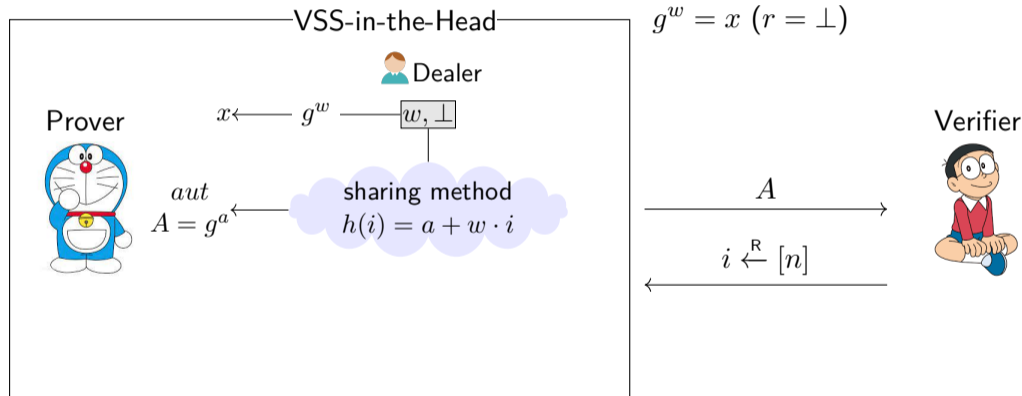 VSS-in-the-Head
g^w = x (r = ⊥)
Dealer
Prover
x ← g^w — w, ⊥
Verifier
aut
A = g^a
sharing method
h(i) = a + w · i
A
i ←R [n]